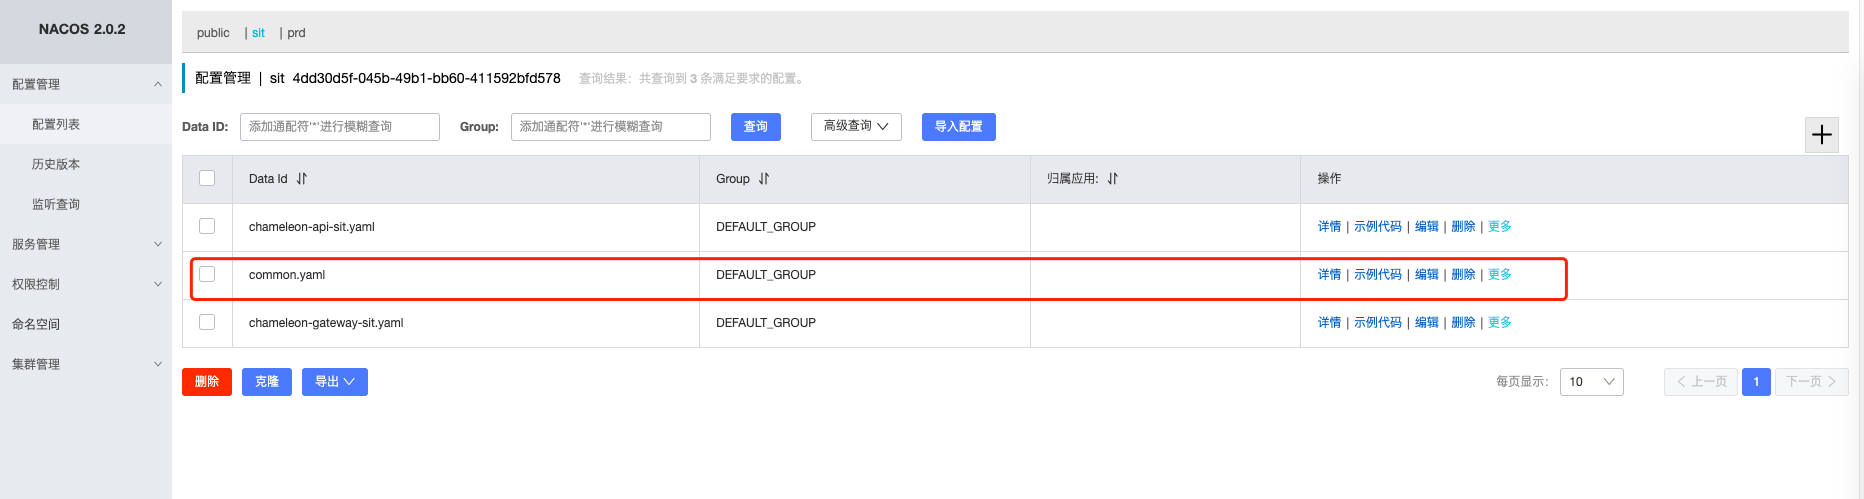 NACOS 2.0.2
配置管理
配置列表
历史版本
监听查询
服务管理
权限控制
命名空间
集群管理
public | sit | prd
配置管理 | sit 4dd30d5f-045b-49b1-bb60-411592bfd578 查询结果：共查询到 3 条满足要求的配置。
Data ID: 添加通配符'*'进行模糊查询 Group: 添加通配符'*'进行模糊查询 查询 高级查询 导入配置
Data Id Group 归属应用: 操作
chameleon-api-sit.yaml DEFAULT_GROUP 详情 | 示例代码 | 编辑 | 删除 | 更多
common.yaml DEFAULT_GROUP 详情 | 示例代码 | 编辑 | 删除 | 更多
chameleon-gateway-sit.yaml DEFAULT_GROUP 详情 | 示例代码 | 编辑 | 删除 | 更多
删除 克隆 导出 每页显示: 10 上一页 1 下一页